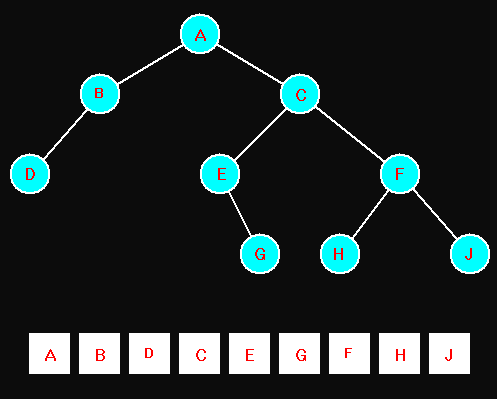 A
B C
D E F
G H J
A B D C E G F H J